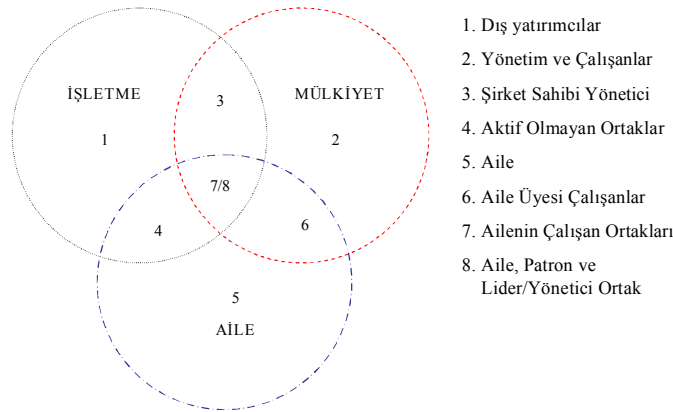 İŞLETME
3
MÜLKİYET
1
2
7/8
4
6
5
AİLE
1. Dış yatırımcılar
2. Yönetim ve Çalışanlar
3. Şirket Sahibi Yönetici
4. Aktif Olmayan Ortaklar
5. Aile
6. Aile Üyesi Çalışanlar
7. Ailenin Çalışan Ortakları
8. Aile, Patron ve
Lider/Yönetici Ortak